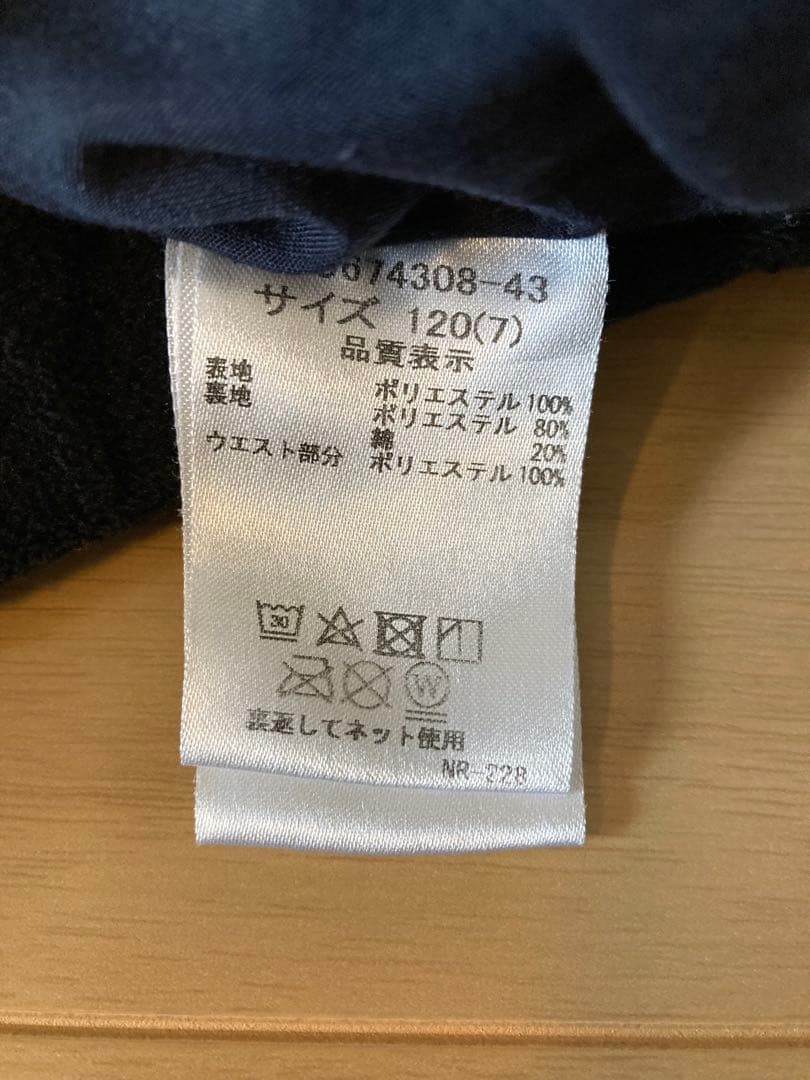 674308-43
サイズ 120(7)
品質表示
表地 ポリエステル 100%
裏地 ポリエステル 80%
綿 20%
ウエスト部分 ポリエステル 100%
30
W
裏返してネット使用
NR-228